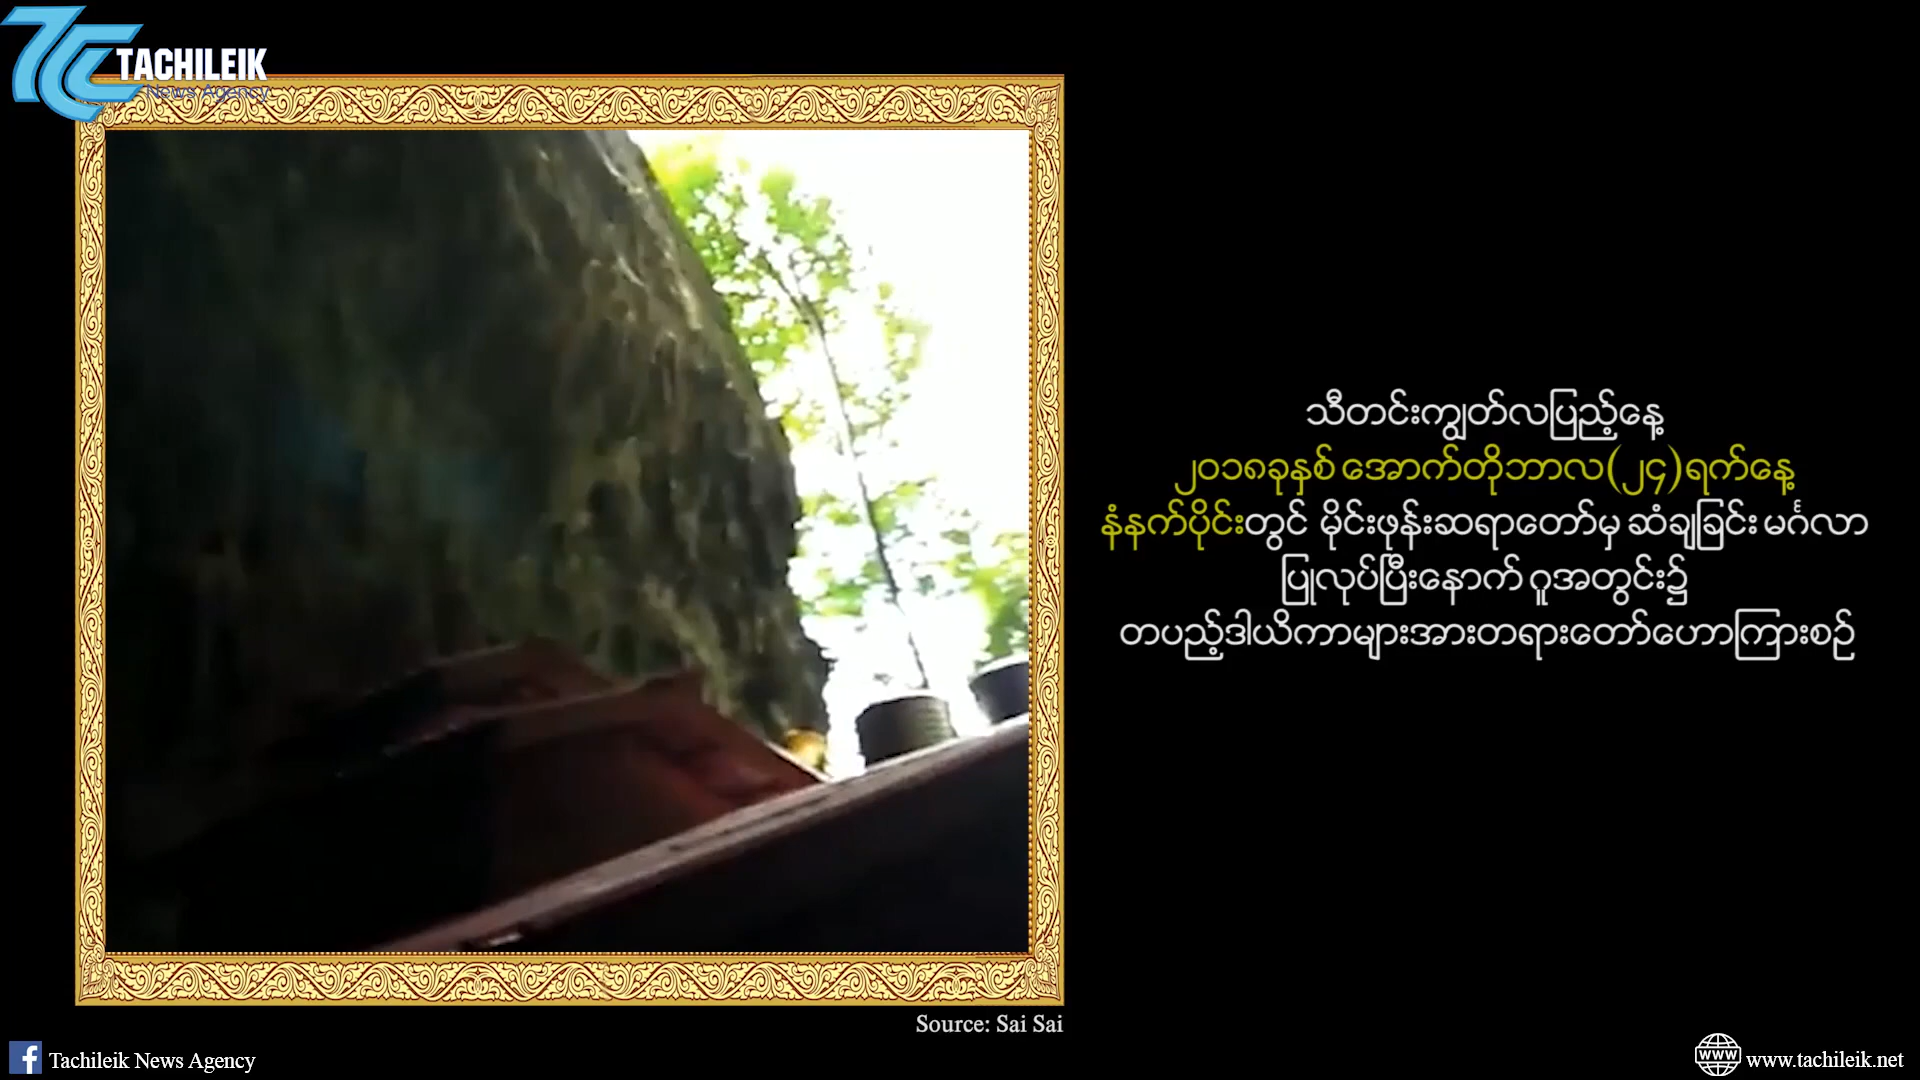 TACHILEIK
News Agency
သီတင်းကျွတ်လပြည့်နေ့
၂၀၁၈ခုနှစ် အောက်တိုဘာလ(၂၄)ရက်နေ့
နံနက်ပိုင်းတွင် မိုင်းဖုန်းဆရာတော်မှ ဆံချခြင်း မင်္ဂလာ
ပြုလုပ်ပြီးနောက် ဂူအတွင်း၌
တပည့်ဒါယိကာများအားတရားတော်ဟောကြားစဉ်
Source: Sai Sai
Tachileik News Agency
www.tachileik.net